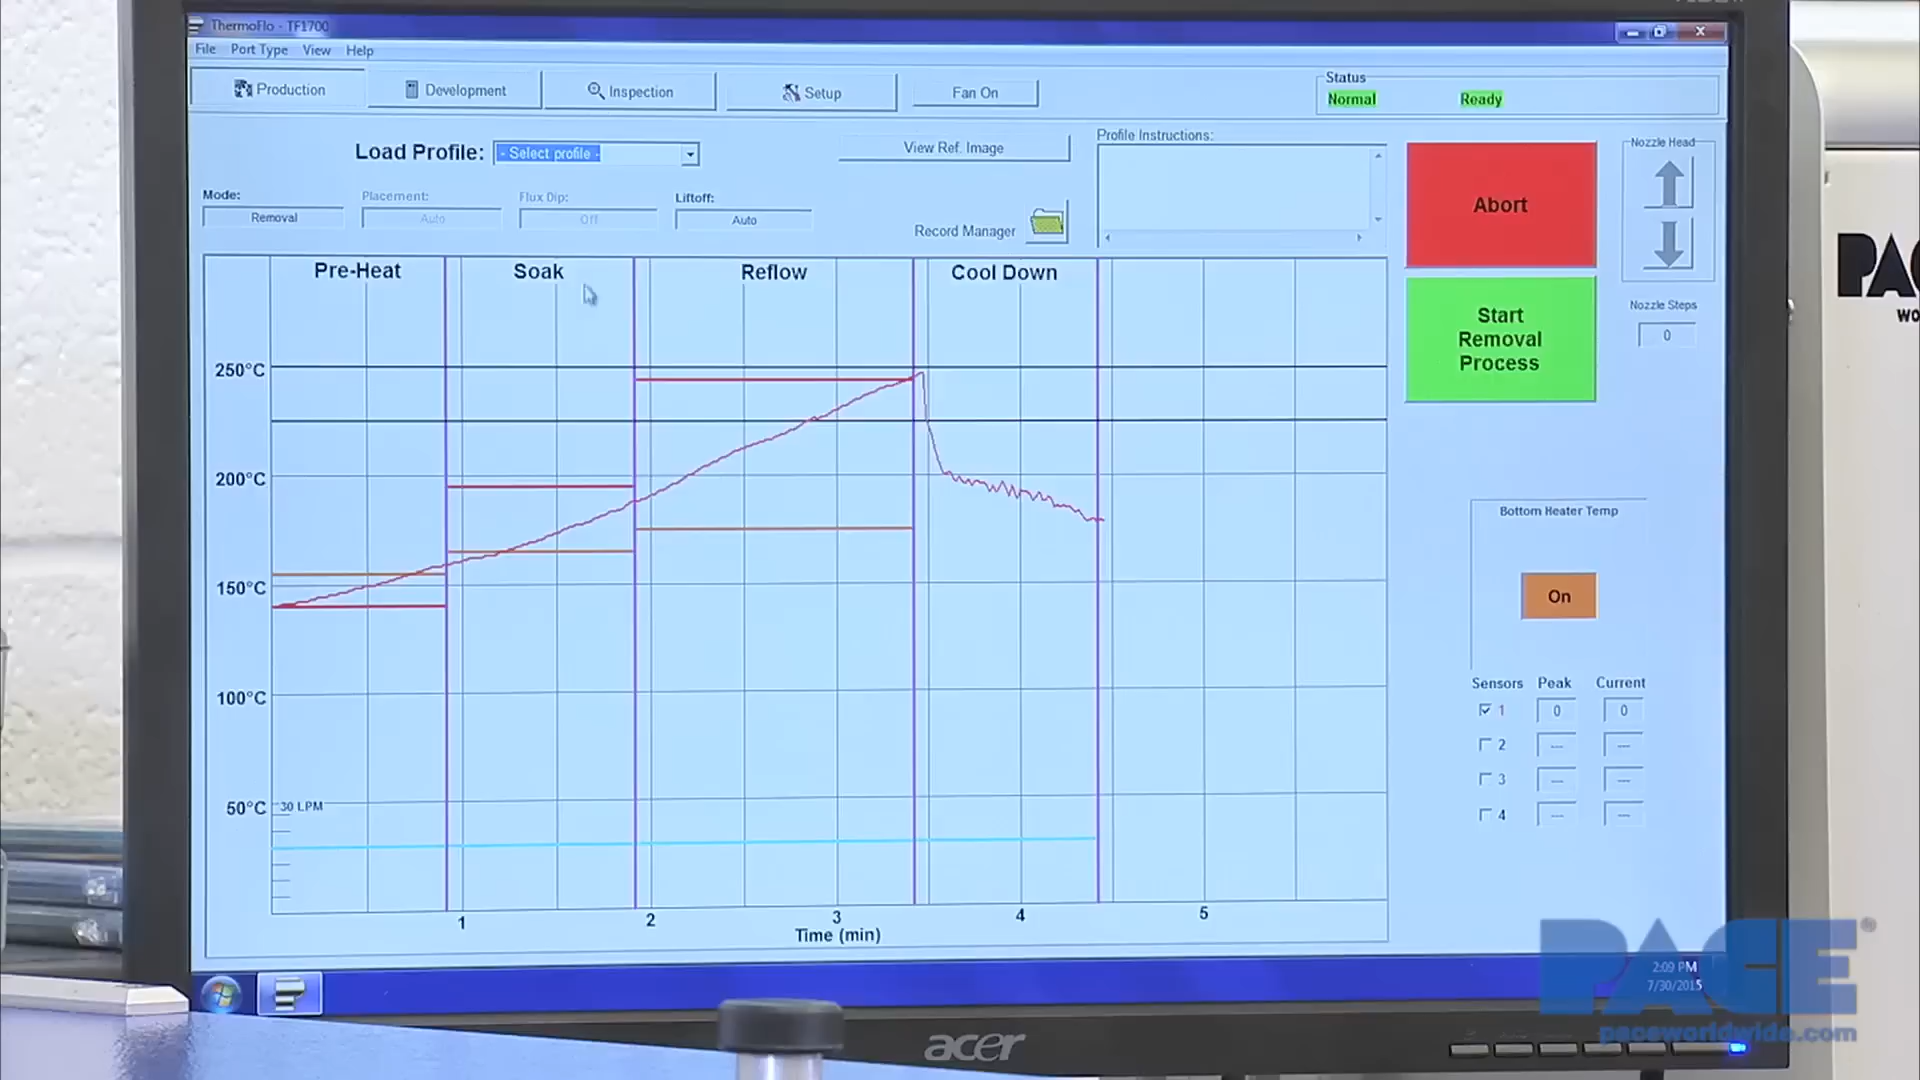 ThermoFlo - TF1700
File Port Type View Help
Production Development Inspection Setup Fan On
Status
Normal Ready
Load Profile: - Select profile -
View Ref. Image
Profile Instructions:
Mode: Placement: Flux Dip: Liftoff:
Removal Auto Off Auto
Record Manager
Abort
Nozzle Head
Start
Removal
Process
Nozzle Steps
0
Pre-Heat Soak Reflow Cool Down
250°C
200°C
150°C
100°C
50°C
30 LPM
1 2 3 4 5
Time (min)
Bottom Heater Temp
On
Sensors Peak Current
1 0 0
2 --- ---
3 --- ---
4 --- ---
2:09 PM
7/30/2015
acer
PACE®
paceworldwide.com